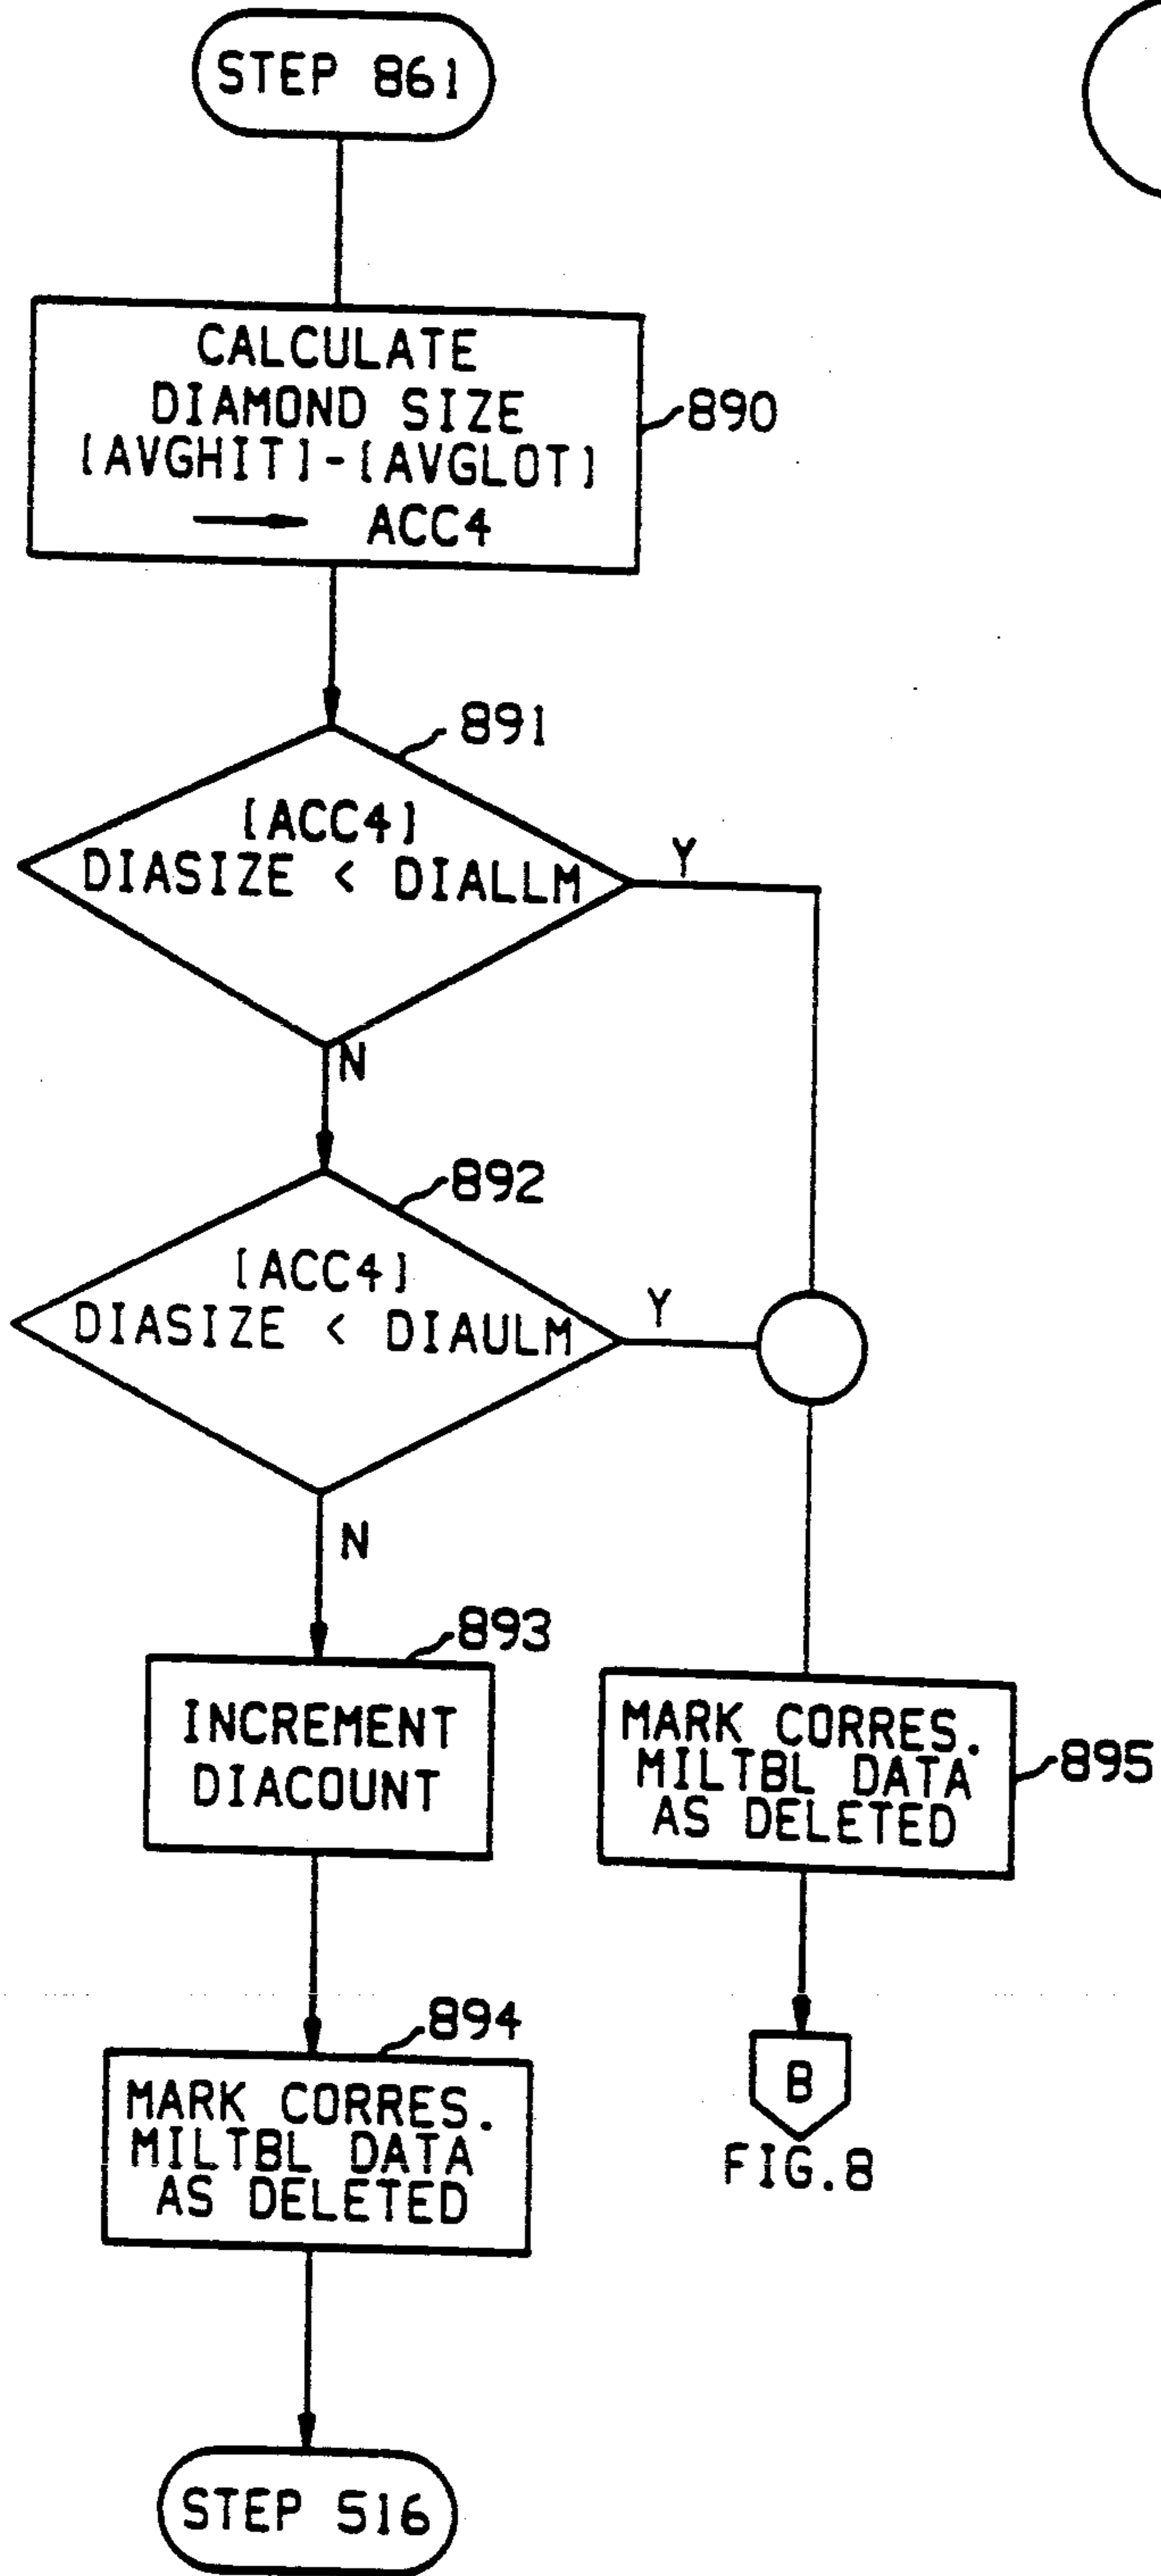 STEP 861
CALCULATE
DIAMOND SIZE
[AVGHIT]-[AVGLOT]
→ ACC4
890
891
[ACC4]
DIASIZE < DIALLM
Y
N
892
[ACC4]
DIASIZE < DIAULM
Y
N
893
INCREMENT
DIACOUNT
MARK CORRES.
MILTBL DATA
AS DELETED
895
894
MARK CORRES.
MILTBL DATA
AS DELETED
B
FIG.8
STEP 516